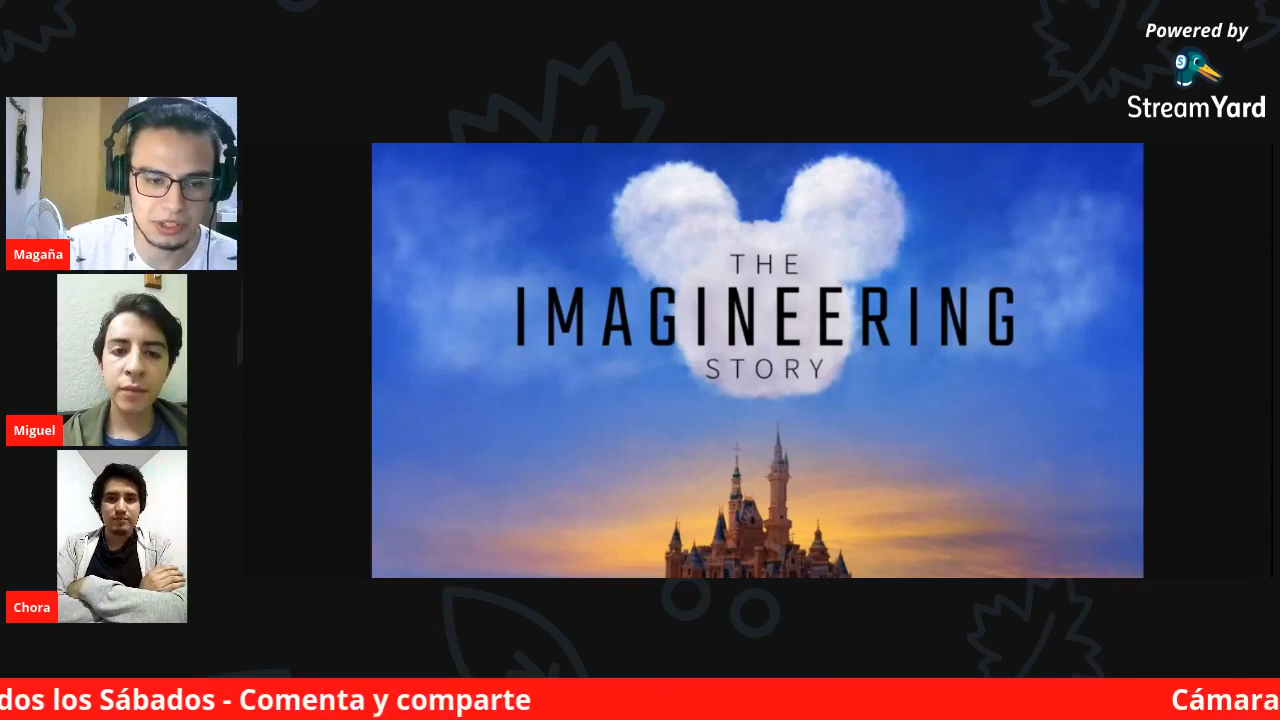 Powered by
StreamYard
Magaña
THE
IMAGINEERING
STORY
Miguel
Chora
dos los Sábados - Comenta y comparte
Cámara